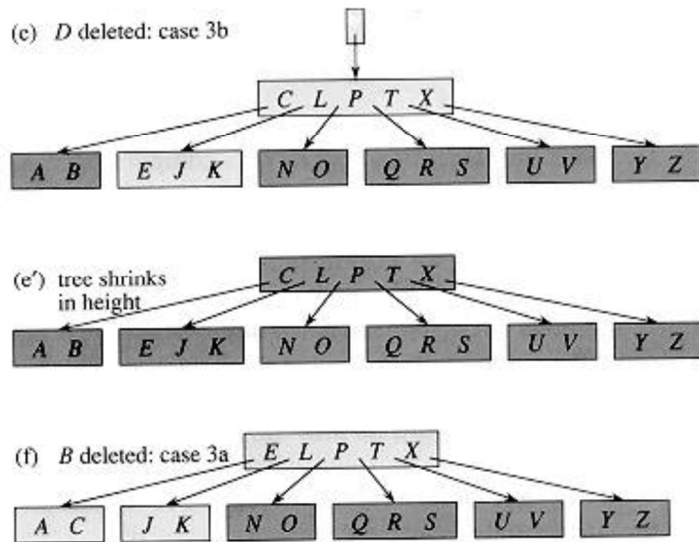 (c) D deleted: case 3b
C L P T X
A B E J K N O Q R S U V Y Z
(e′) tree shrinks
in height
C L P T X
A B E J K N O Q R S U V Y Z
(f) B deleted: case 3a
E L P T X
A C J K N O Q R S U V Y Z